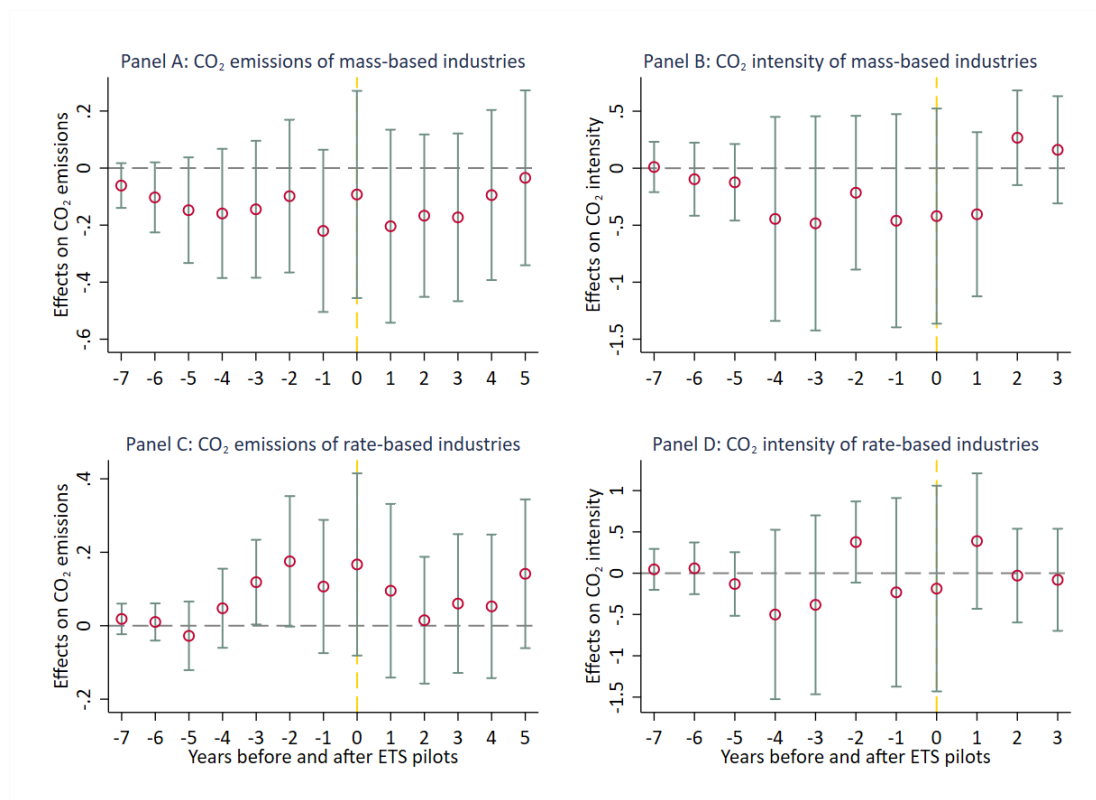 Panel A: CO₂ emissions of mass-based industries
Effects on CO₂ emissions
.2
0
-.2
-.4
-.6
-7 -6 -5 -4 -3 -2 -1 0 1 2 3 4 5
Panel B: CO₂ intensity of mass-based industries
Effects on CO₂ intensity
.5
0
-.5
-1
-1.5
-7 -6 -5 -4 -3 -2 -1 0 1 2 3
Panel C: CO₂ emissions of rate-based industries
Effects on CO₂ emissions
.4
.2
0
-.2
-7 -6 -5 -4 -3 -2 -1 0 1 2 3 4 5
Years before and after ETS pilots
Panel D: CO₂ intensity of rate-based industries
Effects on CO₂ intensity
1
.5
0
-.5
-1
-1.5
-7 -6 -5 -4 -3 -2 -1 0 1 2 3
Years before and after ETS pilots